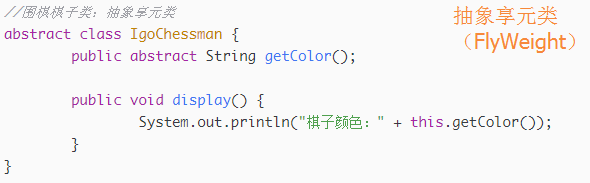 //围棋棋子类：抽象享元类
abstract class IgoChessman {
public abstract String getColor();
public void display() {
System.out.println("棋子颜色：" + this.getColor());
}
}
抽象享元类
（FlyWeight）